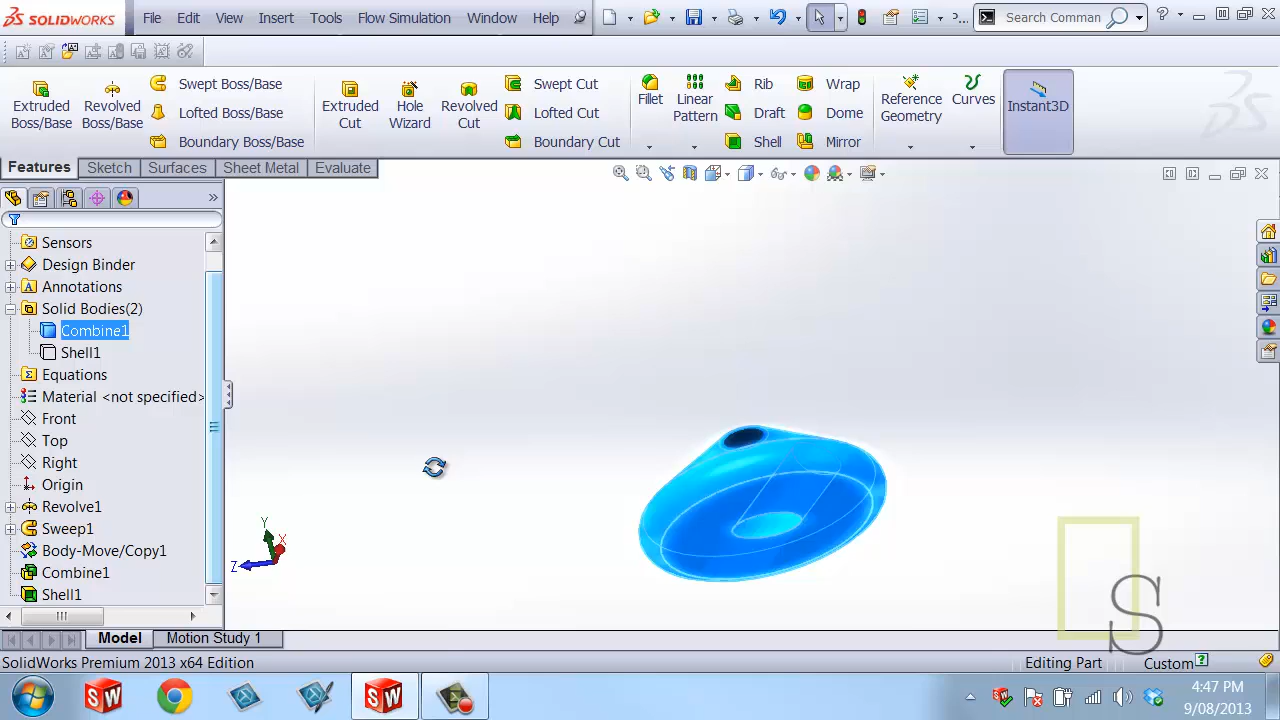 SOLIDWORKS File Edit View Insert Tools Flow Simulation Window Help Search Comman
Extruded Boss/Base Revolved Boss/Base Swept Boss/Base Extruded Cut Hole Wizard Revolved Cut Swept Cut Fillet Linear Pattern Rib Wrap Reference Geometry Curves Instant3D
Lofted Boss/Base Lofted Cut Draft Dome
Boundary Boss/Base Boundary Cut Shell Mirror
Features Sketch Surfaces Sheet Metal Evaluate
Sensors
Design Binder
Annotations
Solid Bodies(2)
Combine1
Shell1
Equations
Material <not specified>
Front
Top
Right
Origin
Revolve1
Sweep1
Body-Move/Copy1
Combine1
Shell1
Y
X
Z
S
Model Motion Study 1
SolidWorks Premium 2013 x64 Edition Editing Part Custom
SW SW
4:47 PM
9/08/2013